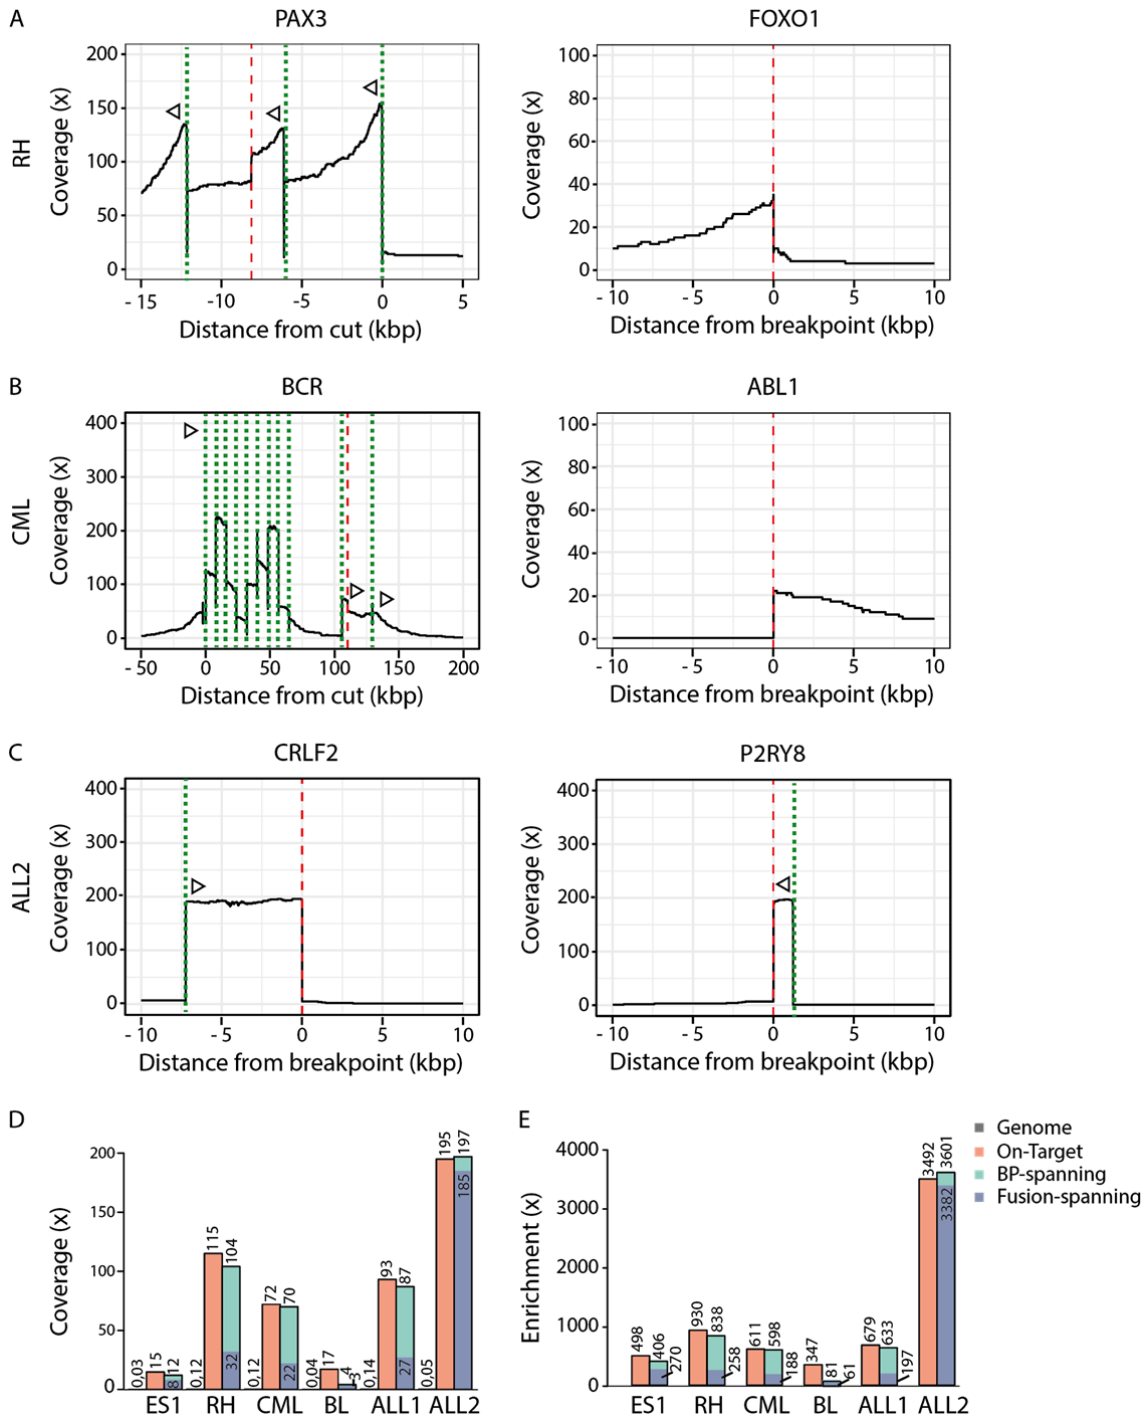 A
PAX3
FOXO1
RH
Coverage (x)
200
150
100
50
0
- 15
-10
-5
0
5
Distance from cut (kbp)
Coverage (x)
100
80
60
40
20
0
- 10
- 5
0
5
10
Distance from breakpoint (kbp)
B
BCR
ABL1
CML
Coverage (x)
400
300
200
100
0
- 50
0
50
100
150
200
Distance from cut (kbp)
Coverage (x)
100
80
60
40
20
0
- 10
- 5
0
5
10
Distance from breakpoint (kbp)
C
CRLF2
P2RY8
ALL2
Coverage (x)
400
300
200
100
0
- 10
- 5
0
5
10
Distance from breakpoint (kbp)
Coverage (x)
400
300
200
100
0
- 10
- 5
0
5
10
Distance from breakpoint (kbp)
D
Coverage (x)
200
150
100
50
0
0,03 15 12 8
0,12 115 104 32
0,12 72 70 22
0,04 17 4 3
0,14 93 87 27
0,05 195 197 185
ES1 RH CML BL ALL1 ALL2
E
Enrichment (x)
4000
3000
2000
1000
0
498 406 270
930 838 258
611 598 188
347 81 61
679 633 197
3492 3601 3382
ES1 RH CML BL ALL1 ALL2
Genome
On-Target
BP-spanning
Fusion-spanning